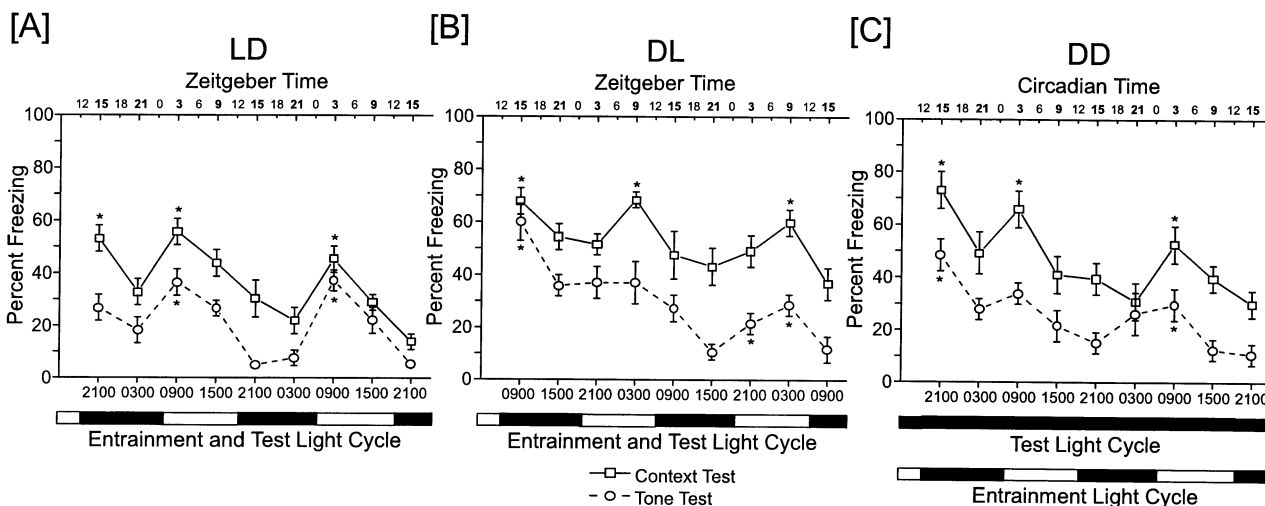 [A]
LD
Zeitgeber Time
12 15 18 21 0 3 6 9 12 15 18 21 0 3 6 9 12 15
100
80
60
40
20
0
Percent Freezing
* * * * *
2100 0300 0900 1500 2100 0300 0900 1500 2100
Entrainment and Test Light Cycle
[B]
DL
Zeitgeber Time
12 15 18 21 0 3 6 9 12 15 18 21 0 3 6 9 12 15
100
80
60
40
20
0
Percent Freezing
* * * * * *
0900 1500 2100 0300 0900 1500 2100 0300 0900
Entrainment and Test Light Cycle
[C]
DD
Circadian Time
12 15 18 21 0 3 6 9 12 15 18 21 0 3 6 9 12 15
100
80
60
40
20
0
Percent Freezing
* * * * *
2100 0300 0900 1500 2100 0300 0900 1500 2100
Test Light Cycle
Entrainment Light Cycle
Context Test
Tone Test